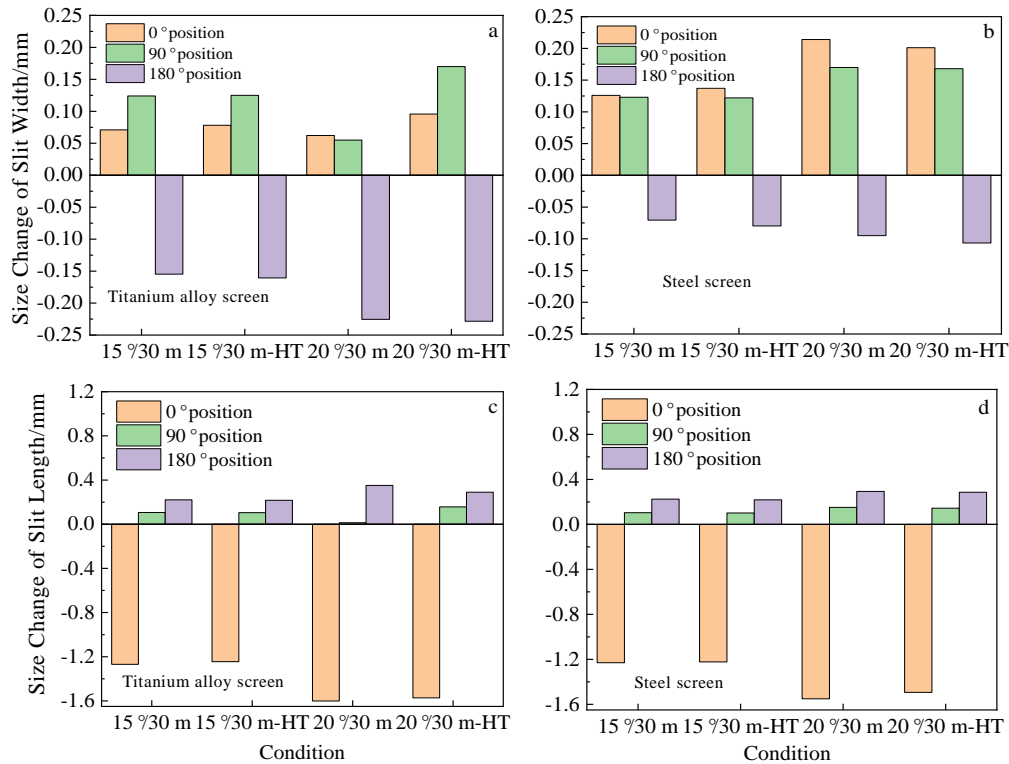 a
0 °position
90 °position
180 °position
0.25
0.20
0.15
0.10
0.05
0.00
-0.05
-0.10
-0.15
-0.20
-0.25
Size Change of Slit Width/mm
Titanium alloy screen
15 °/30 m 15 °/30 m-HT 20 °/30 m 20 °/30 m-HT
b
0 °position
90 °position
180 °position
0.25
0.20
0.15
0.10
0.05
0.00
-0.05
-0.10
-0.15
-0.20
-0.25
Steel screen
15 °/30 m 15 °/30 m-HT 20 °/30 m 20 °/30 m-HT
c
0 °position
90 °position
180 °position
1.2
0.8
0.4
0.0
-0.4
-0.8
-1.2
-1.6
Size Change of Slit Length/mm
Titanium alloy screen
15 °/30 m 15 °/30 m-HT 20 °/30 m 20 °/30 m-HT
Condition
d
0 °position
90 °position
180 °position
1.2
0.8
0.4
0.0
-0.4
-0.8
-1.2
-1.6
Steel screen
15 °/30 m 15 °/30 m-HT 20 °/30 m 20 °/30 m-HT
Condition